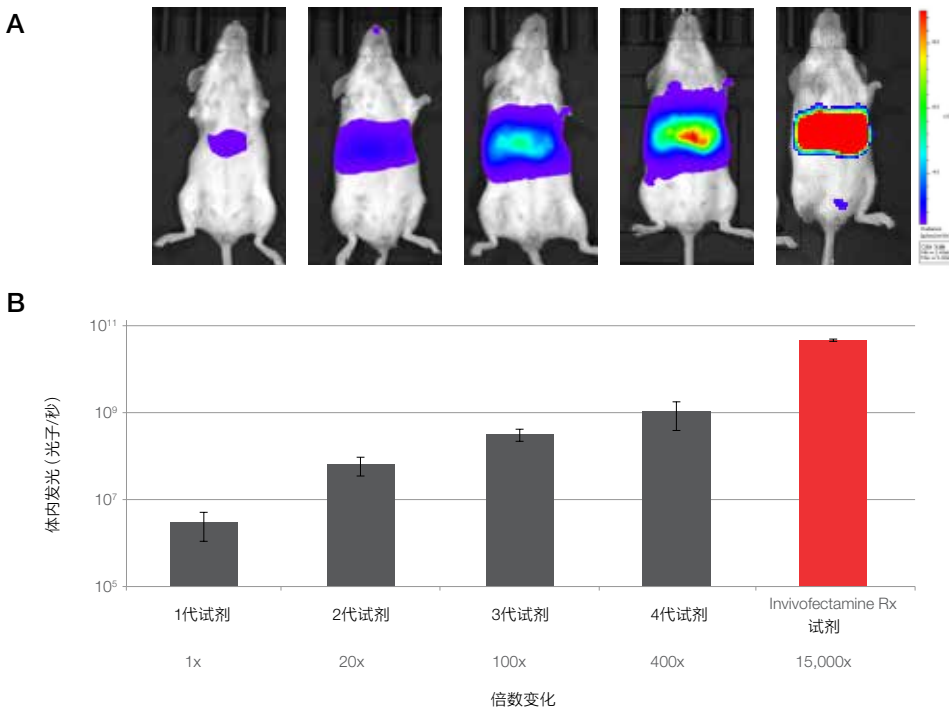 A
B
10¹¹
10⁹
10⁷
10⁵
体内发光 ( 光子/秒)
1代试剂
2代试剂
3代试剂
4代试剂
Invivofectamine Rx
试剂
1x
20x
100x
400x
15,000x
倍数变化